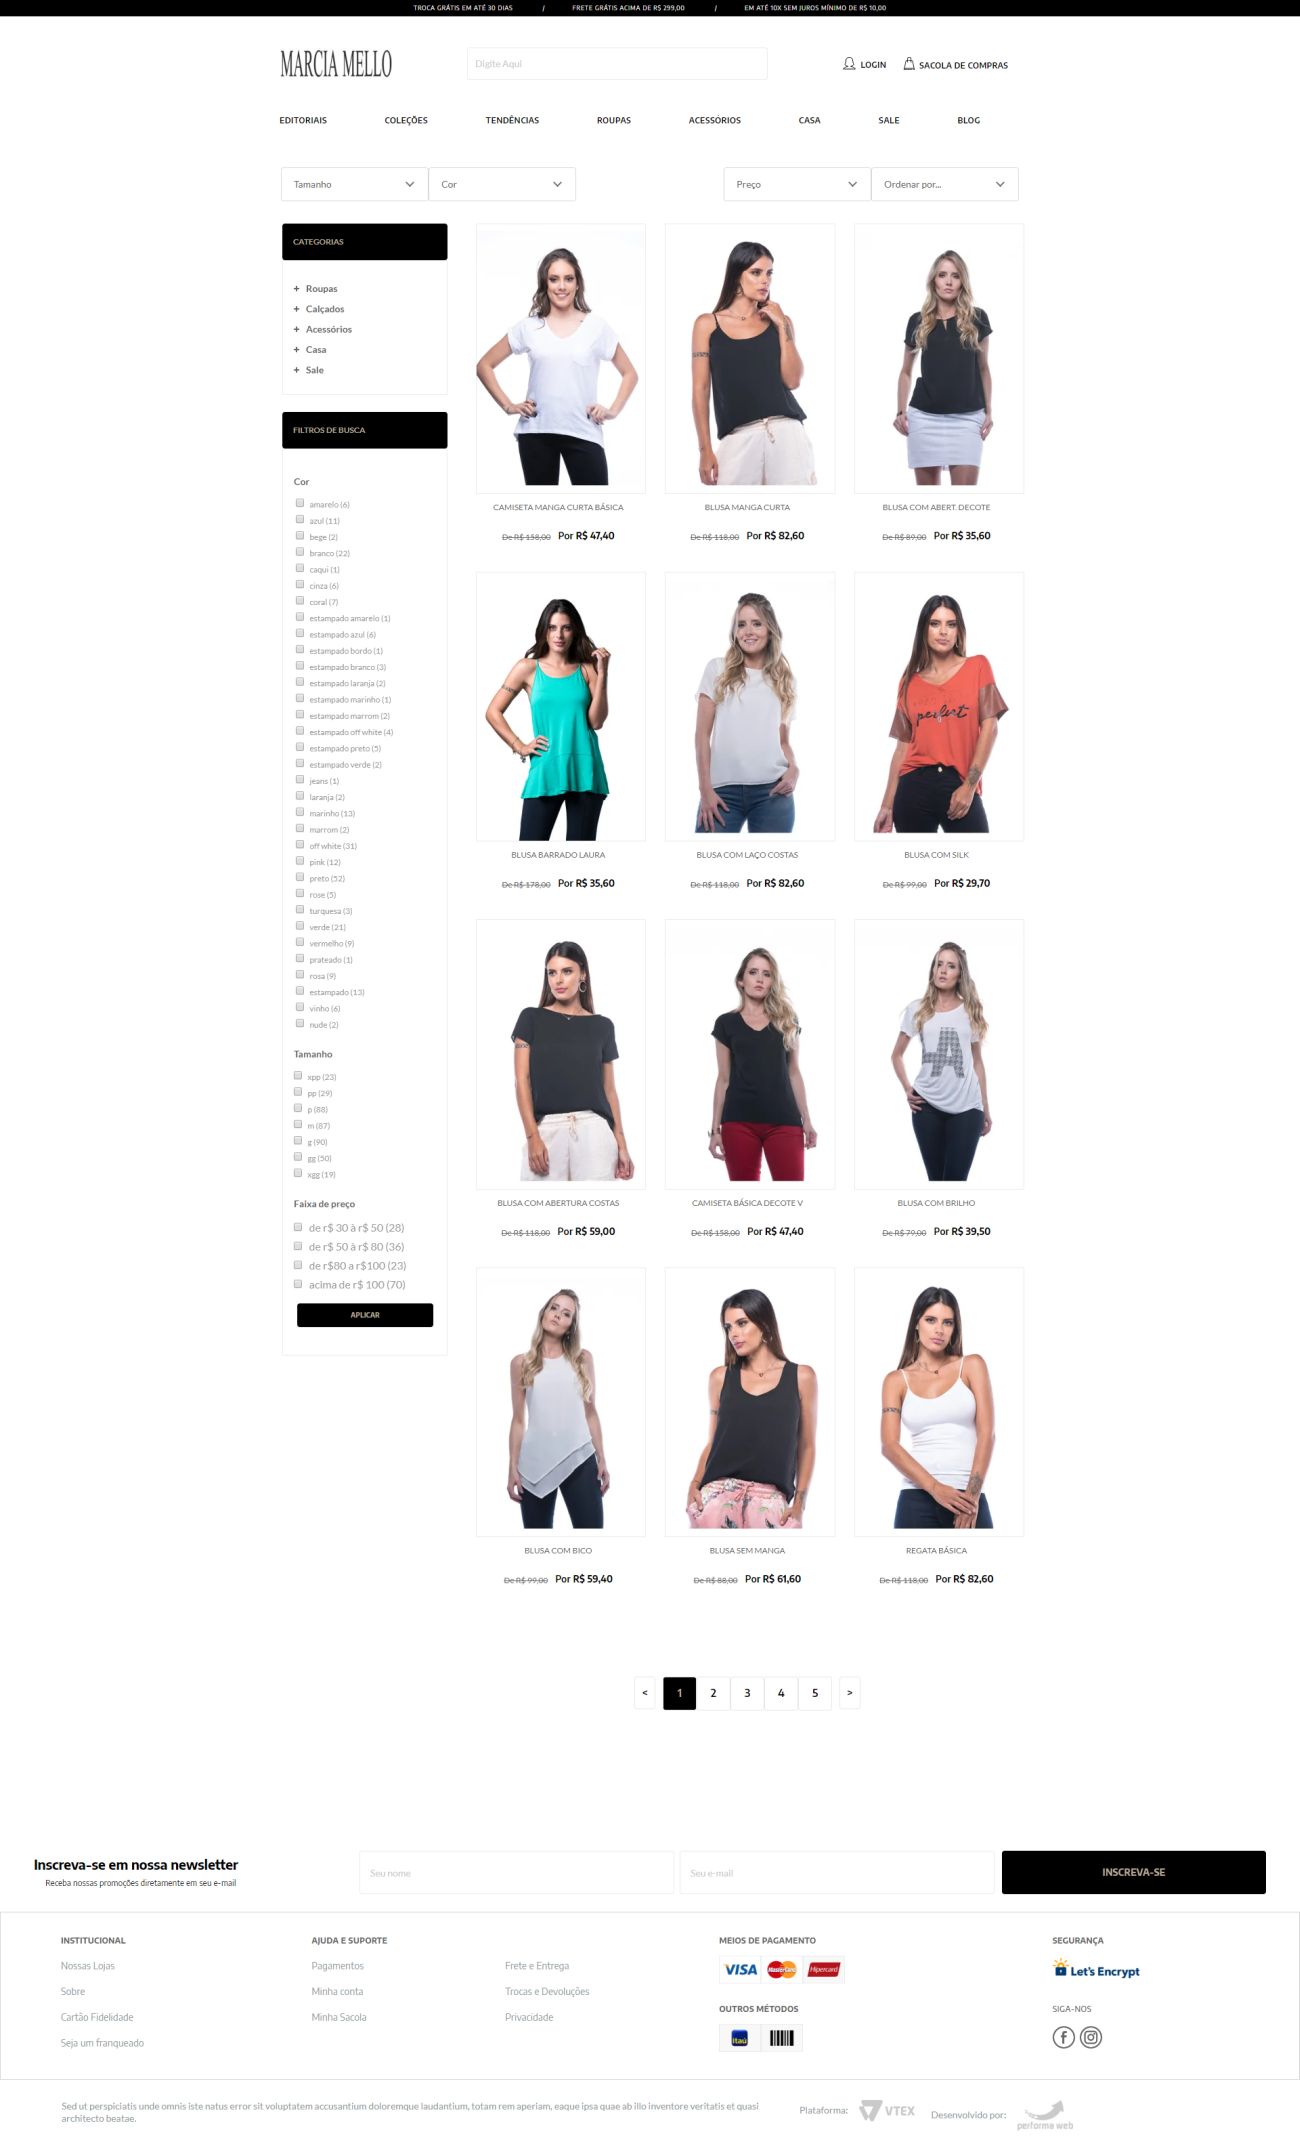 TROCA GRÁTIS EM ATÉ 30 DIAS / FRETE GRÁTIS ACIMA DE R$ 299,00 / EM ATÉ 10X SEM JUROS MÍNIMO DE R$ 10,00
MARCIA MELLO
Digite Aqui
LOGIN
SACOLA DE COMPRAS
EDITORIAIS COLEÇÕES TENDÊNCIAS ROUPAS ACESSÓRIOS CASA SALE BLOG
Tamanho Cor Preço Ordenar por...
CATEGORIAS
+ Roupas
+ Calçados
+ Acessórios
+ Casa
+ Sale
FILTROS DE BUSCA
Cor
amarelo (6)
azul (11)
bege (2)
branco (22)
caqui (1)
cinza (6)
coral (7)
estampado amarelo (1)
estampado azul (6)
estampado bordo (1)
estampado branco (3)
estampado laranja (2)
estampado marinho (1)
estampado marrom (2)
estampado off white (4)
estampado preto (5)
estampado verde (2)
jeans (1)
laranja (2)
marinho (13)
marrom (2)
off white (31)
pink (12)
preto (52)
rose (5)
turquesa (3)
verde (21)
vermelho (9)
prateado (1)
rosa (9)
estampado (13)
vinho (6)
nude (2)
Tamanho
xpp (23)
pp (29)
p (88)
m (87)
g (90)
gg (50)
xgg (19)
Faixa de preço
de r$ 30 à r$ 50 (28)
de r$ 50 à r$ 80 (36)
de r$80 a r$100 (23)
acima de r$ 100 (70)
APLICAR
CAMISETA MANGA CURTA BÁSICA
De R$ 158,00 Por R$ 47,40
BLUSA MANGA CURTA
De R$ 118,00 Por R$ 82,60
BLUSA COM ABERT. DECOTE
De R$ 89,00 Por R$ 35,60
BLUSA BARRADO LAURA
De R$ 178,00 Por R$ 35,60
BLUSA COM LAÇO COSTAS
De R$ 118,00 Por R$ 82,60
perfect
BLUSA COM SILK
De R$ 99,00 Por R$ 29,70
BLUSA COM ABERTURA COSTAS
De R$ 118,00 Por R$ 59,00
CAMISETA BÁSICA DECOTE V
De R$ 158,00 Por R$ 47,40
A
BLUSA COM BRILHO
De R$ 79,00 Por R$ 39,50
BLUSA COM BICO
De R$ 99,00 Por R$ 59,40
BLUSA SEM MANGA
De R$ 88,00 Por R$ 61,60
REGATA BÁSICA
De R$ 118,00 Por R$ 82,60
< 1 2 3 4 5 >
Inscreva-se em nossa newsletter
Receba nossas promoções diretamente em seu e-mail
Seu nome
Seu e-mail
INSCREVA-SE
INSTITUCIONAL
Nossas Lojas
Sobre
Cartão Fidelidade
Seja um franqueado
AJUDA E SUPORTE
Pagamentos
Minha conta
Minha Sacola
Frete e Entrega
Trocas e Devoluções
Privacidade
MEIOS DE PAGAMENTO
VISA MasterCard Hipercard
OUTROS MÉTODOS
Itaú
SEGURANÇA
Let's Encrypt
SIGA-NOS
Sed ut perspiciatis unde omnis iste natus error sit voluptatem accusantium doloremque laudantium, totam rem aperiam, eaque ipsa quae ab illo inventore veritatis et quasi
architecto beatae.
Plataforma: VTEX
Desenvolvido por: performa web